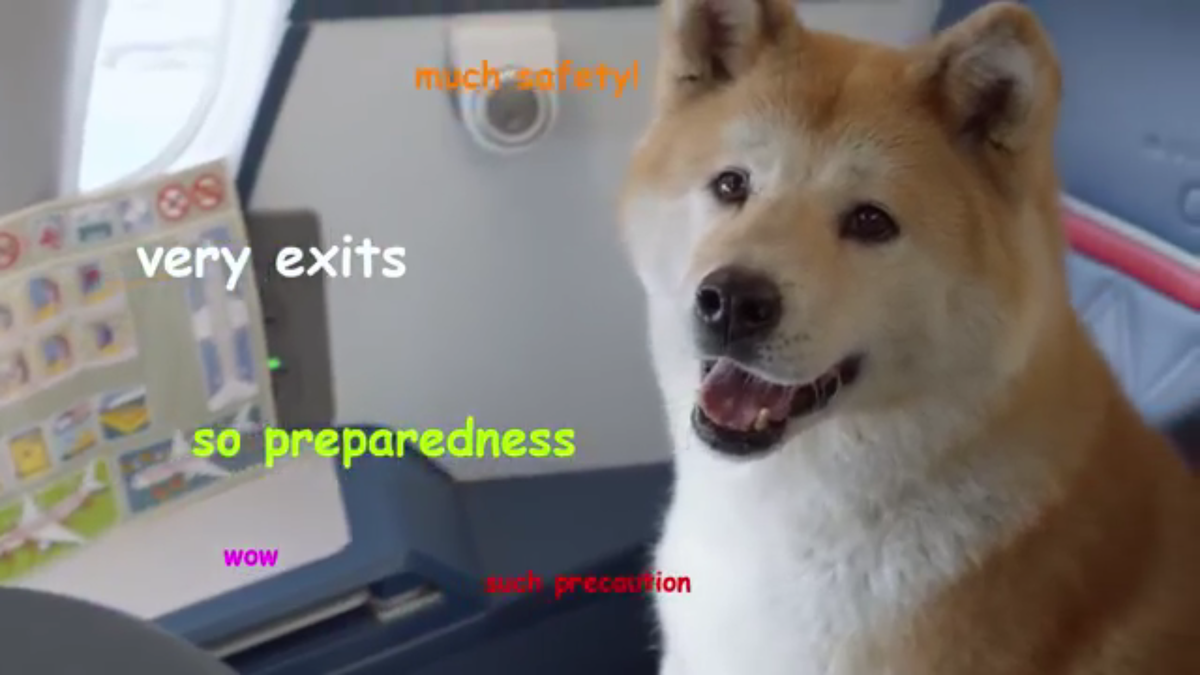 much safety!
very exits
so preparedness
wow
such precaution